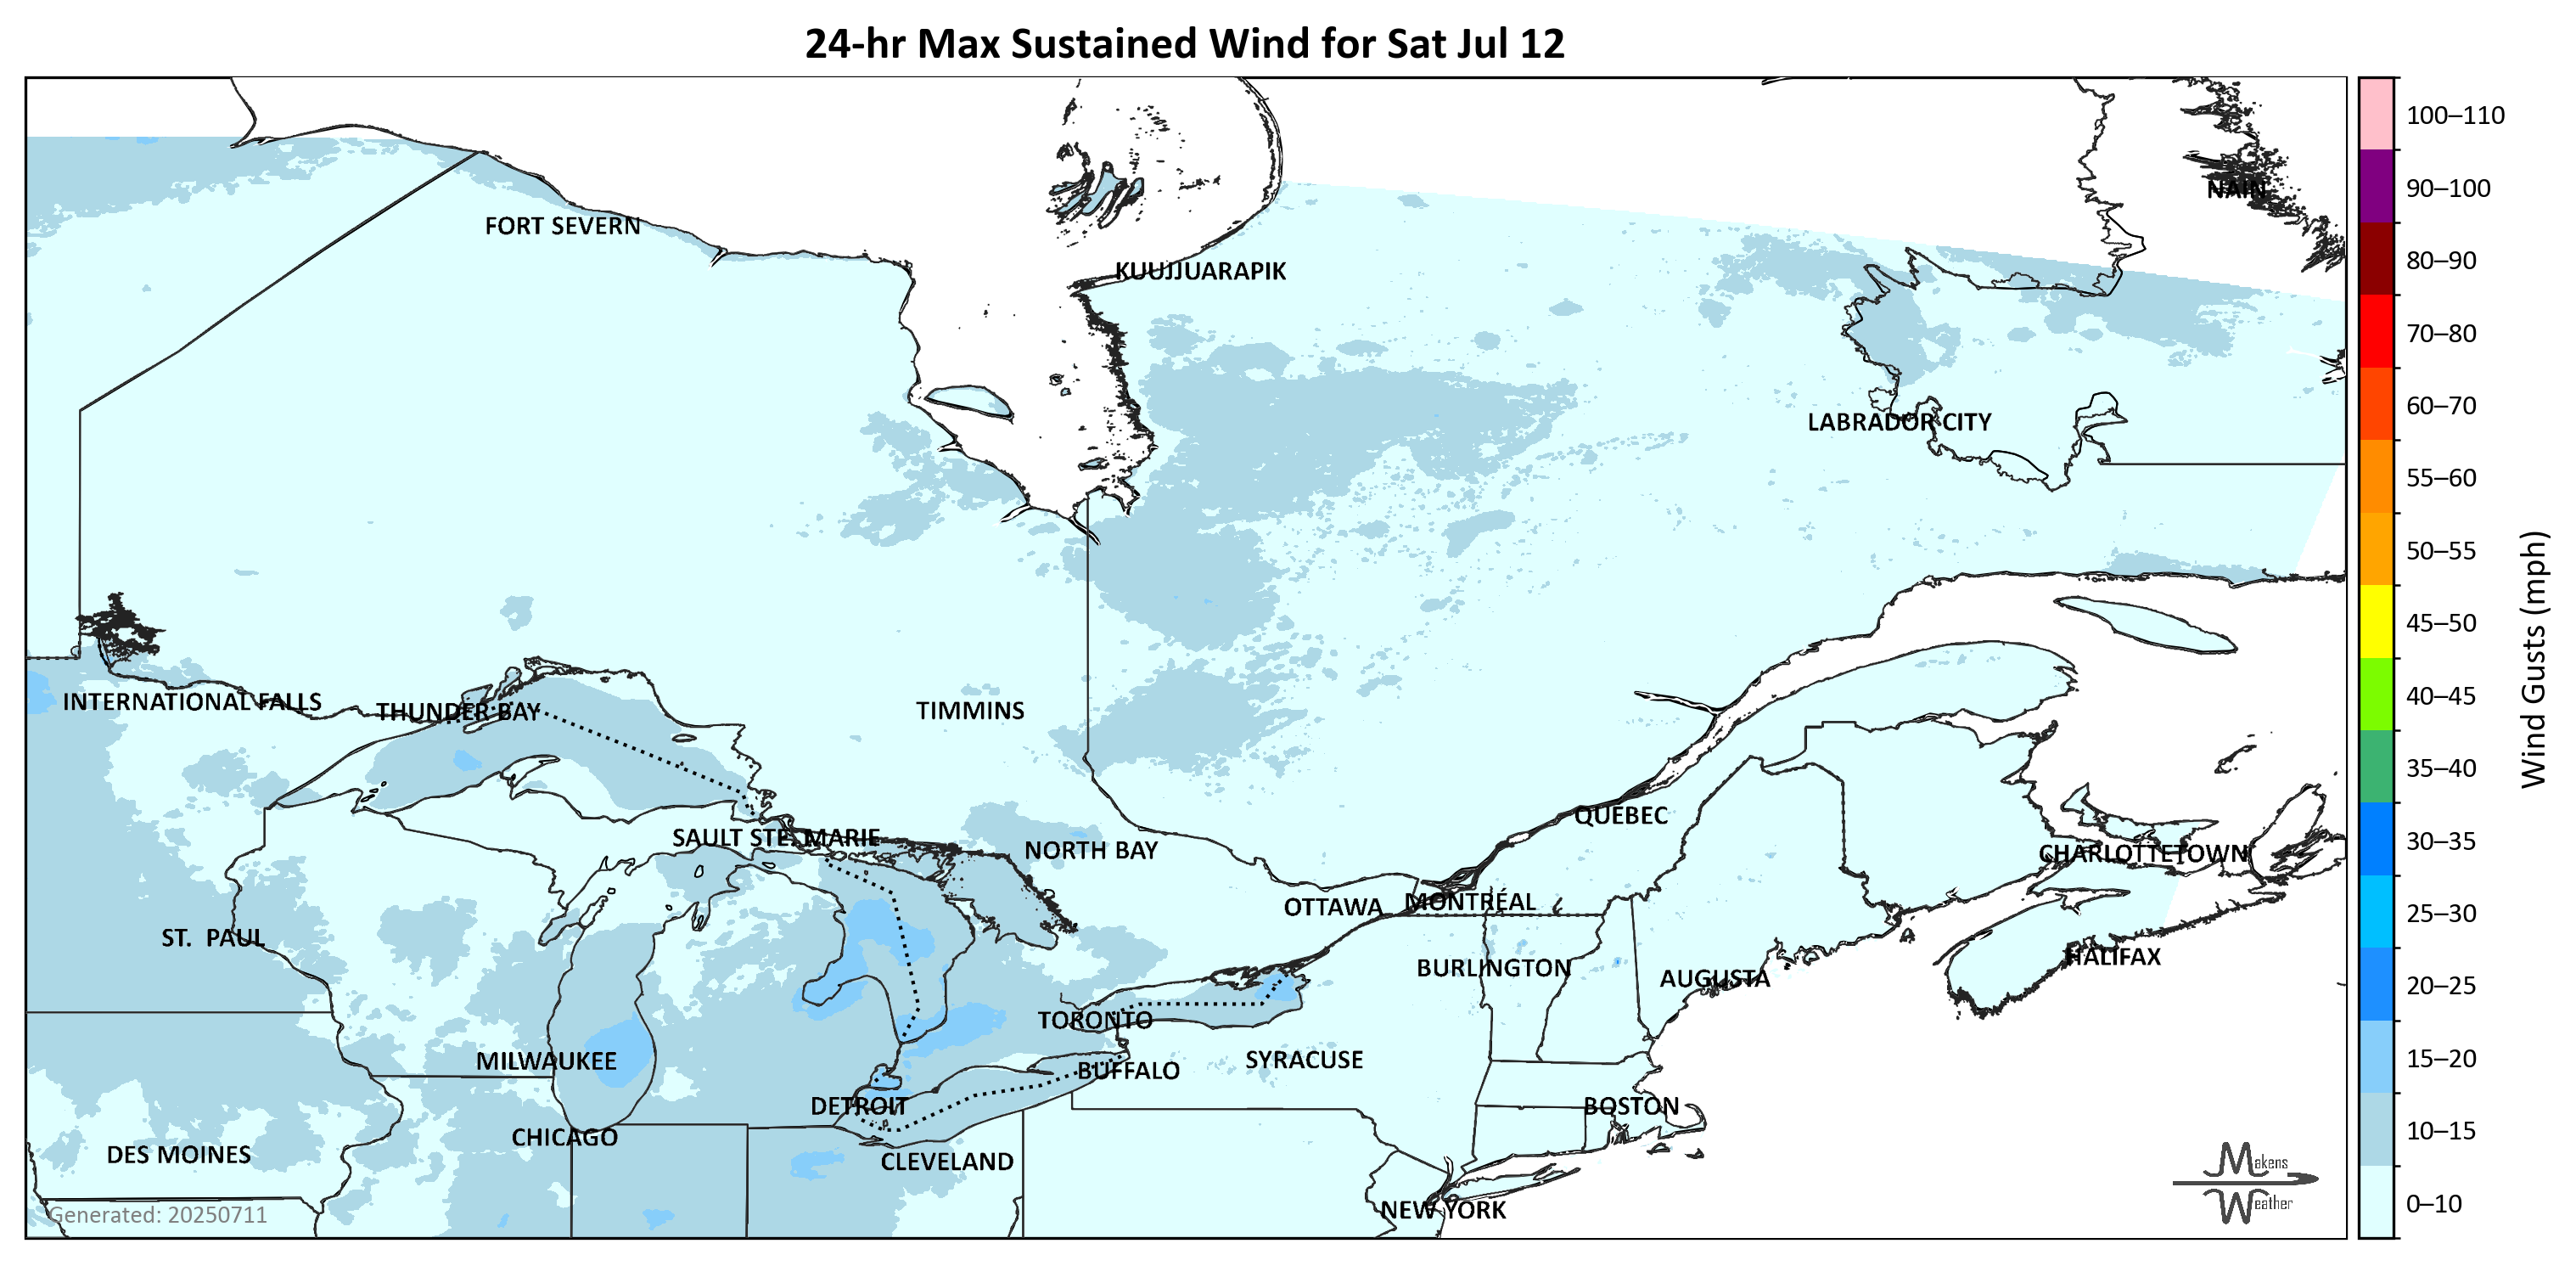 24-hr Max Sustained Wind for Sat Jul 12
100–110
NAIN
90–100
FORT SEVERN
80–90
KUUJJUARAPIK
70–80
60–70
LABRADOR CITY
55–60
50–55
45–50
Wind Gusts (mph)
40–45
INTERNATIONAL FALLS
THUNDER BAY
TIMMINS
35–40
QUEBEC
SAULT STE. MARIE
NORTH BAY
CHARLOTTETOWN
30–35
OTTAWA
MONTRÉAL
25–30
ST. PAUL
BURLINGTON
AUGUSTA
HALIFAX
20–25
TORONTO
MILWAUKEE
BUFFALO
SYRACUSE
15–20
DETROIT
BOSTON
CHICAGO
10–15
DES MOINES
CLEVELAND
Makens
Weather
NEW YORK
0–10
Generated: 20250711